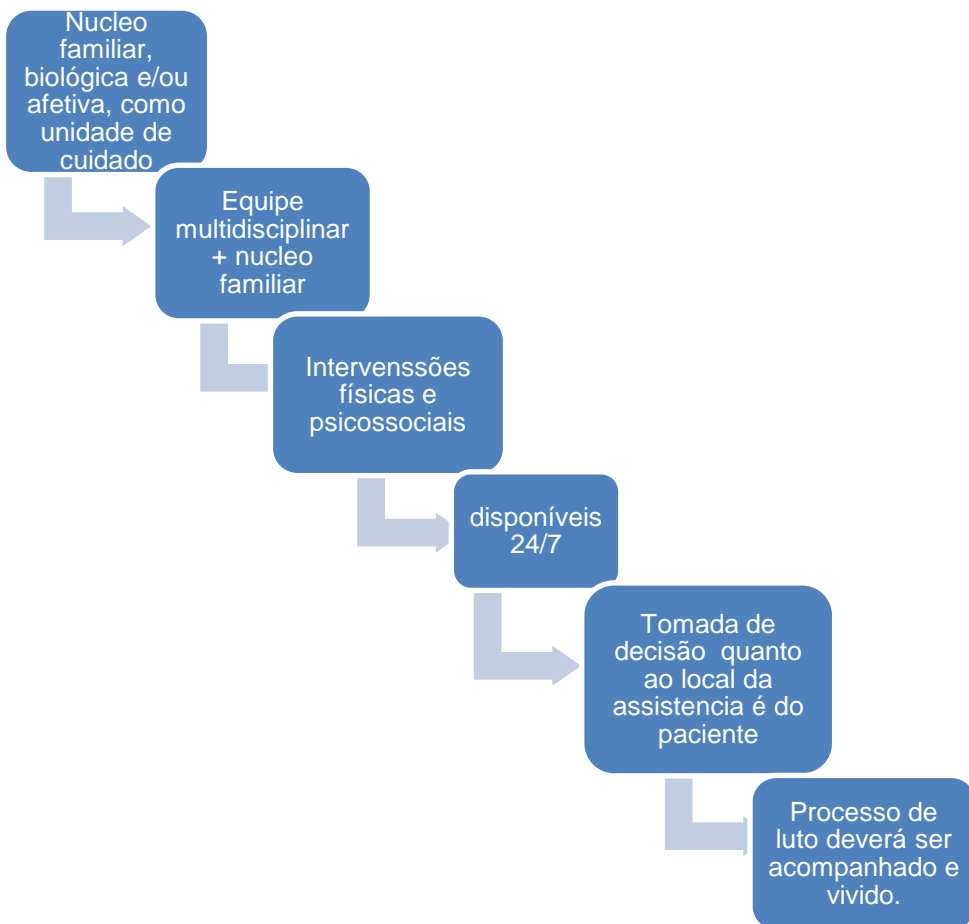 Nucleo
familiar,
biológica e/ou
afetiva, como
unidade de
cuidado
Equipe
multidisciplinar
+ nucleo
familiar
Intervenssões
físicas e
psicossociais
disponíveis
24/7
Tomada de
decisão quanto
ao local da
assistencia é do
paciente
Processo de
luto deverá ser
acompanhado e
vivido.